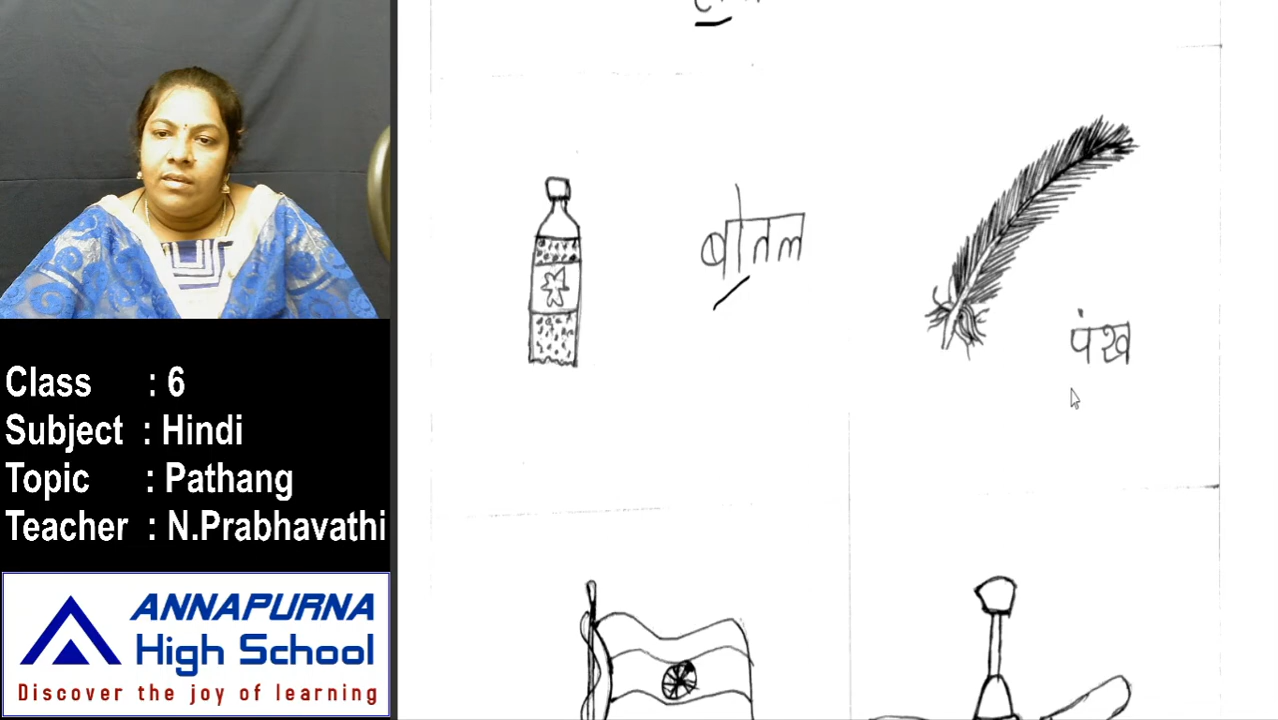 बोतल
पंख
Class : 6
Subject : Hindi
Topic : Pathang
Teacher : N.Prabhavathi
ANNAPURNA
High School
Discover the joy of learning